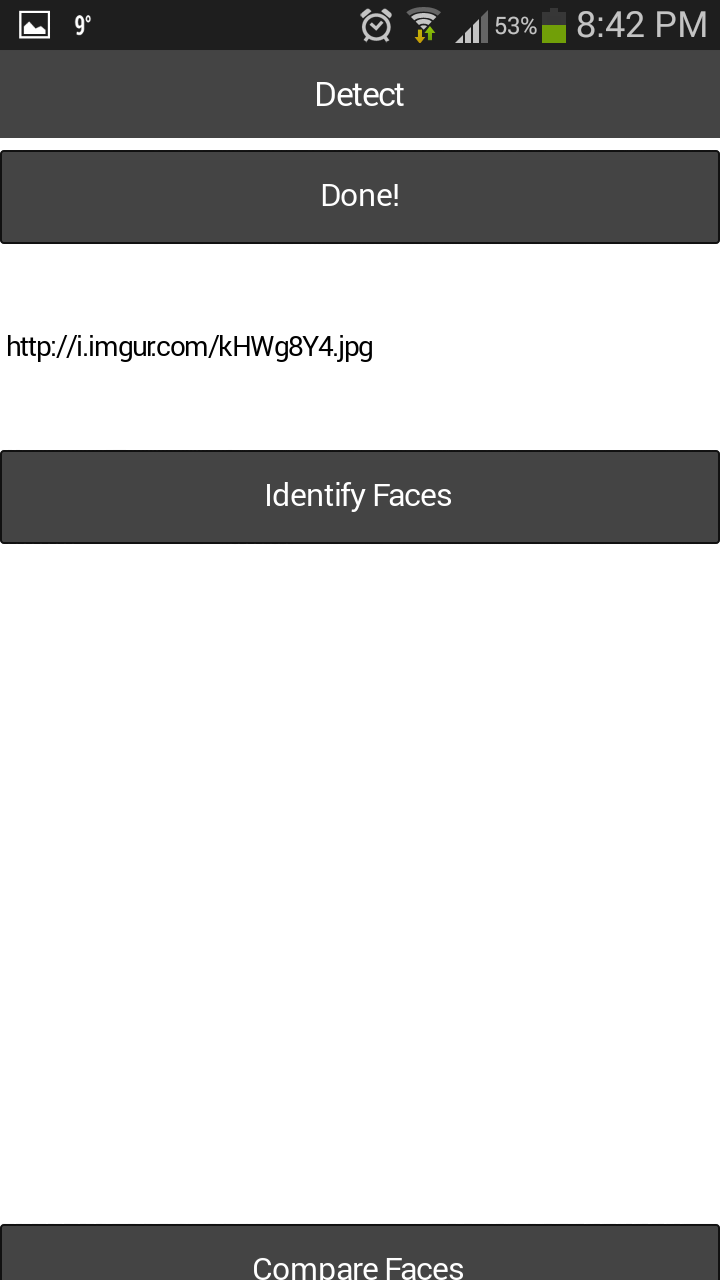 9° 53% 8:42 PM
Detect
Done!
http://i.imgur.com/kHWg8Y4.jpg
Identify Faces
Compare Faces